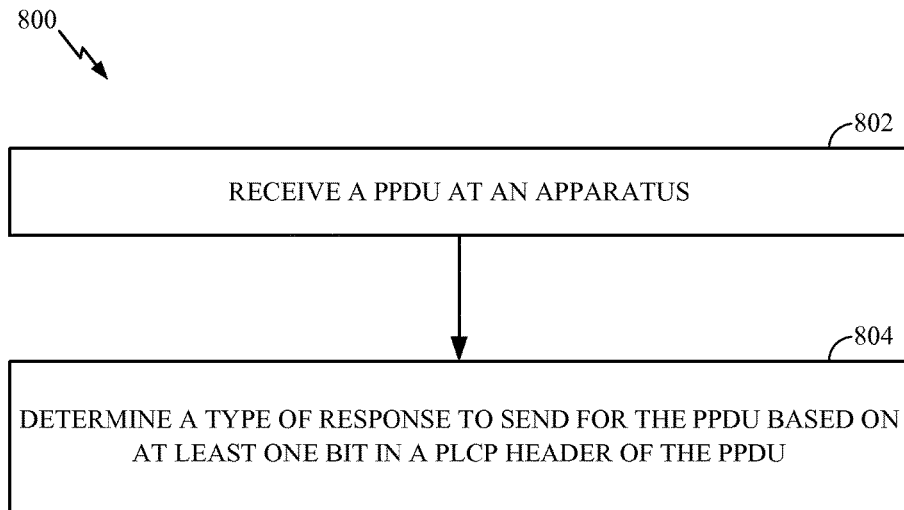 800
802
RECEIVE A PPDU AT AN APPARATUS
804
DETERMINE A TYPE OF RESPONSE TO SEND FOR THE PPDU BASED ON
AT LEAST ONE BIT IN A PLCP HEADER OF THE PPDU